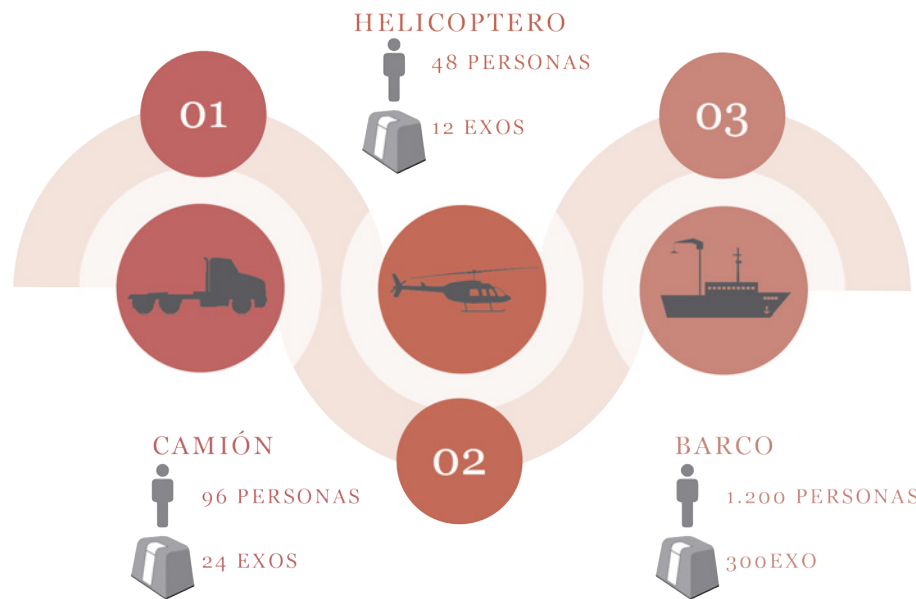 HELICOPTERO
48 PERSONAS
12 EXOS
01
03
02
CAMIÓN
96 PERSONAS
24 EXOS
BARCO
1.200 PERSONAS
300EXO